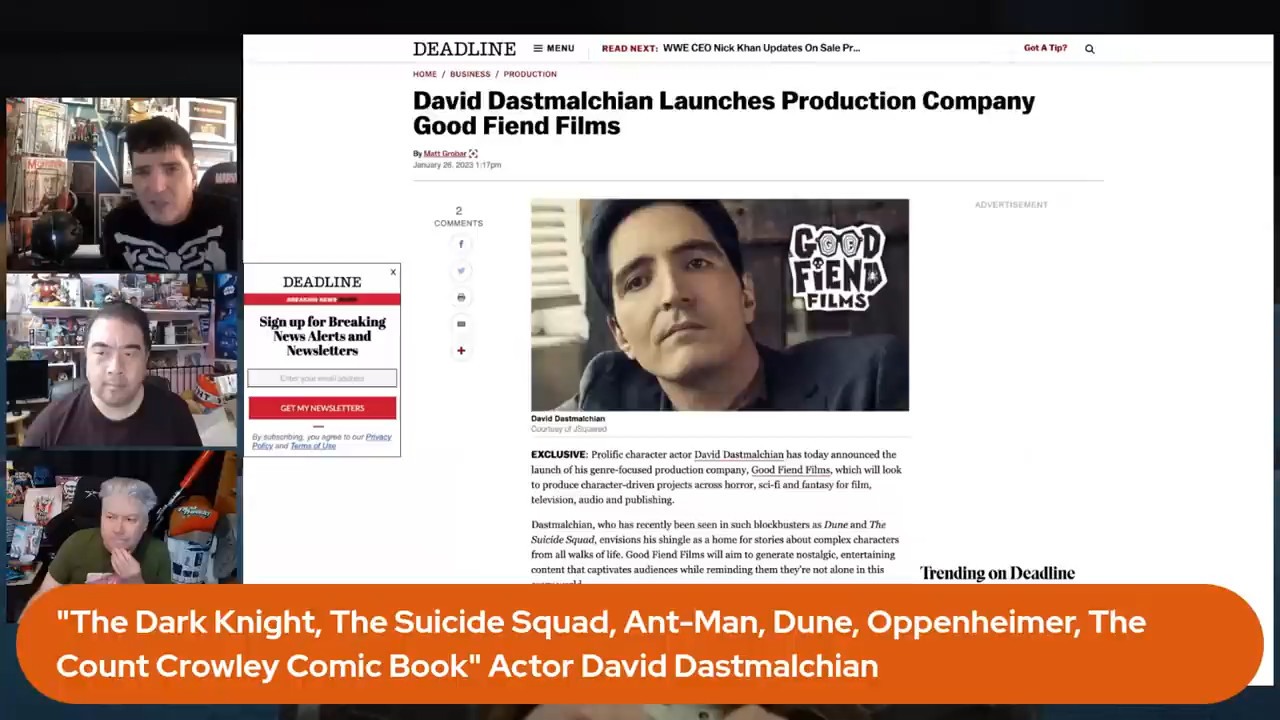 DEADLINE
MENU
READ NEXT: WWE CEO Nick Khan Updates On Sale Pr...
Got A Tip?
HOME / BUSINESS / PRODUCTION
David Dastmalchian Launches Production Company
Good Fiend Films
By Matt Grobar
January 26, 2023 1:17pm
2
COMMENTS
ADVERTISEMENT
GOOD
FiEND
FILMS
X
DEADLINE
BREAKING NEWS
Sign up for Breaking
News Alerts and
Newsletters
Enter your email address
GET MY NEWSLETTERS
By subscribing, you agree to our Privacy
Policy and Terms of Use
David Dastmalchian
Courtesy of JSquared
EXCLUSIVE: Prolific character actor David Dastmalchian has today announced the
launch of his genre-focused production company, Good Fiend Films, which will look
to produce character-driven projects across horror, sci-fi and fantasy for film,
television, audio and publishing.
Dastmalchian, who has recently been seen in such blockbusters as Dune and The
Suicide Squad, envisions his shingle as a home for stories about complex characters
from all walks of life. Good Fiend Films will aim to generate nostalgic, entertaining
content that captivates audiences while reminding them they're not alone in this
Trending on Deadline
"The Dark Knight, The Suicide Squad, Ant-Man, Dune, Oppenheimer, The
Count Crowley Comic Book" Actor David Dastmalchian